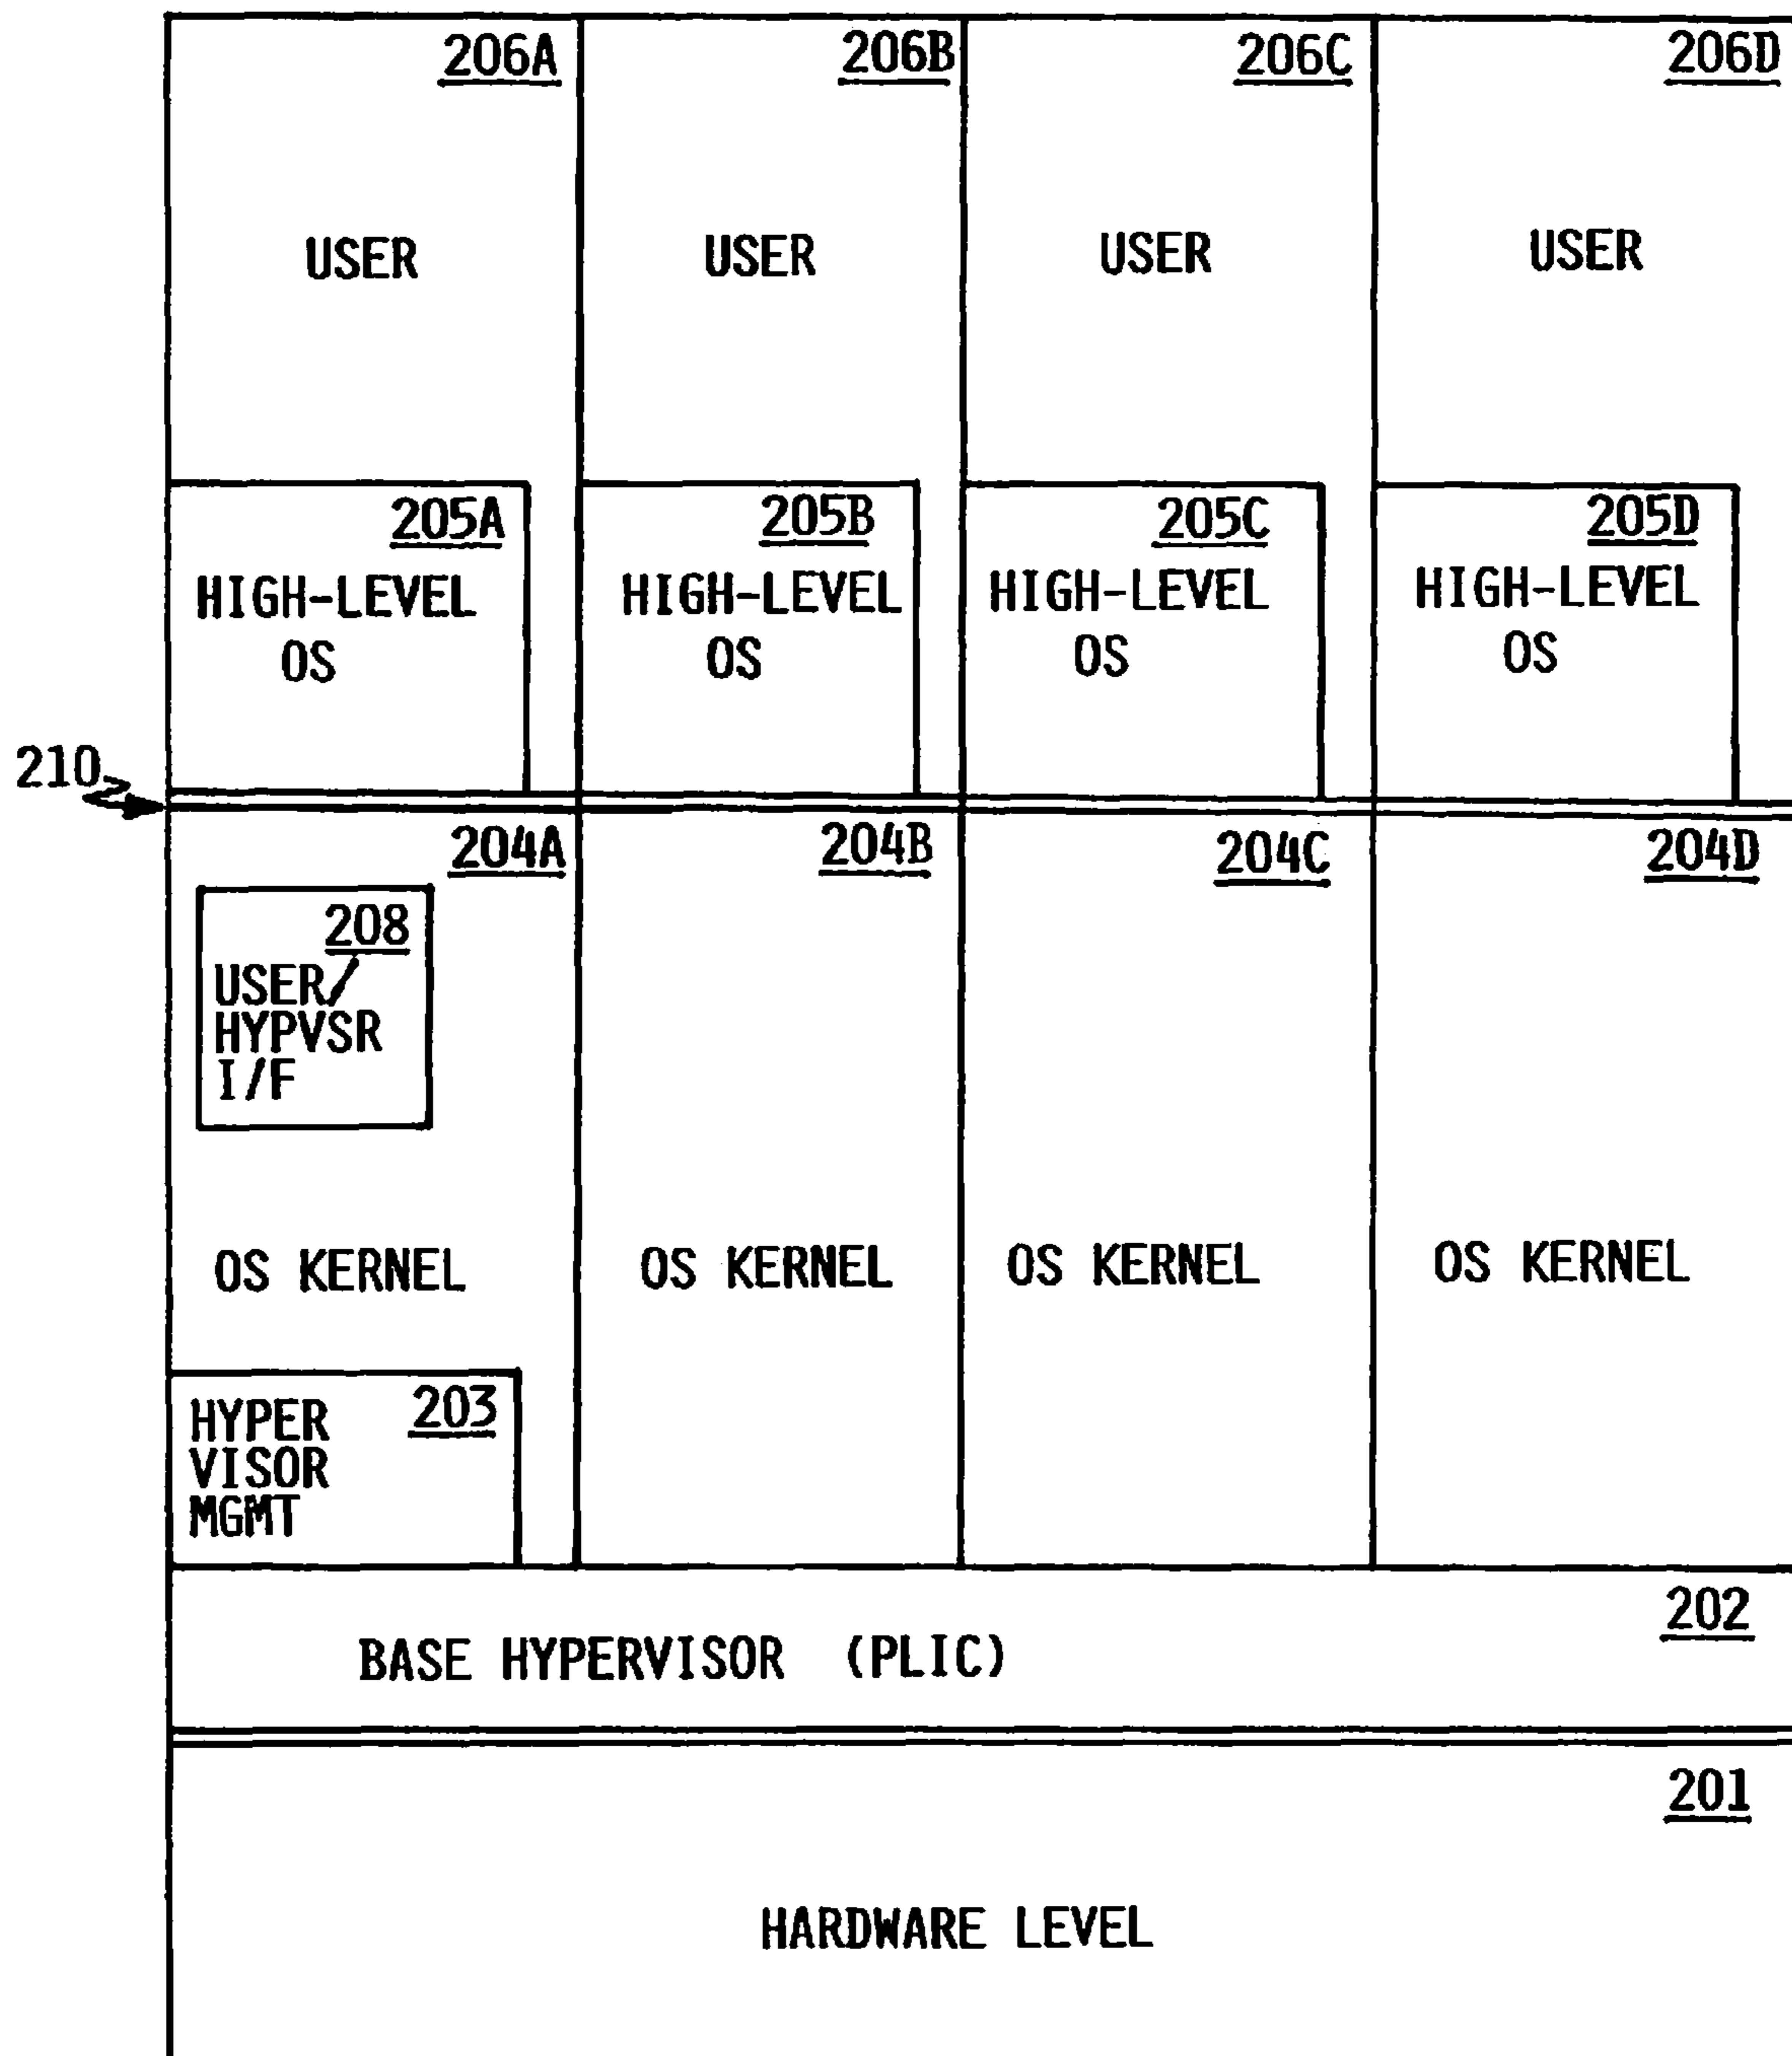 206A 206B 206C 206D
USER USER USER USER
205A 205B 205C 205D
HIGH-LEVEL HIGH-LEVEL HIGH-LEVEL HIGH-LEVEL
OS OS OS OS
210
204A 204B 204C 204D
208
USER/
HYPVSR
I/F
OS KERNEL OS KERNEL OS KERNEL OS KERNEL
203
HYPER
VISOR
MGMT
202
BASE HYPERVISOR (PLIC)
201
HARDWARE LEVEL